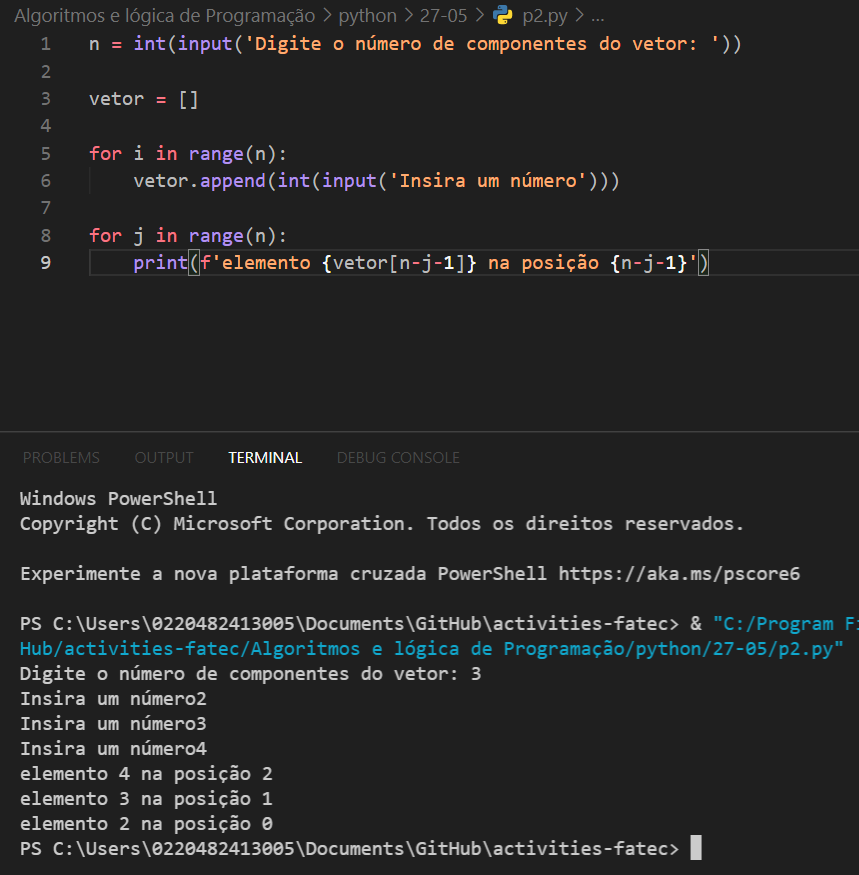 Algoritmos e lógica de Programação > python > 27-05 > p2.py > ...
1 n = int(input('Digite o número de componentes do vetor: '))
2
3 vetor = []
4
5 for i in range(n):
6     vetor.append(int(input('Insira um número')))
7
8 for j in range(n):
9     print(f'elemento {vetor[n-j-1]} na posição {n-j-1}')
PROBLEMS OUTPUT TERMINAL DEBUG CONSOLE
Windows PowerShell
Copyright (C) Microsoft Corporation. Todos os direitos reservados.
Experimente a nova plataforma cruzada PowerShell https://aka.ms/pscore6
PS C:\Users\0220482413005\Documents\GitHub\activities-fatec> & "C:/Program Fi
Hub/activities-fatec/Algoritmos e lógica de Programação/python/27-05/p2.py"
Digite o número de componentes do vetor: 3
Insira um número2
Insira um número3
Insira um número4
elemento 4 na posição 2
elemento 3 na posição 1
elemento 2 na posição 0
PS C:\Users\0220482413005\Documents\GitHub\activities-fatec>